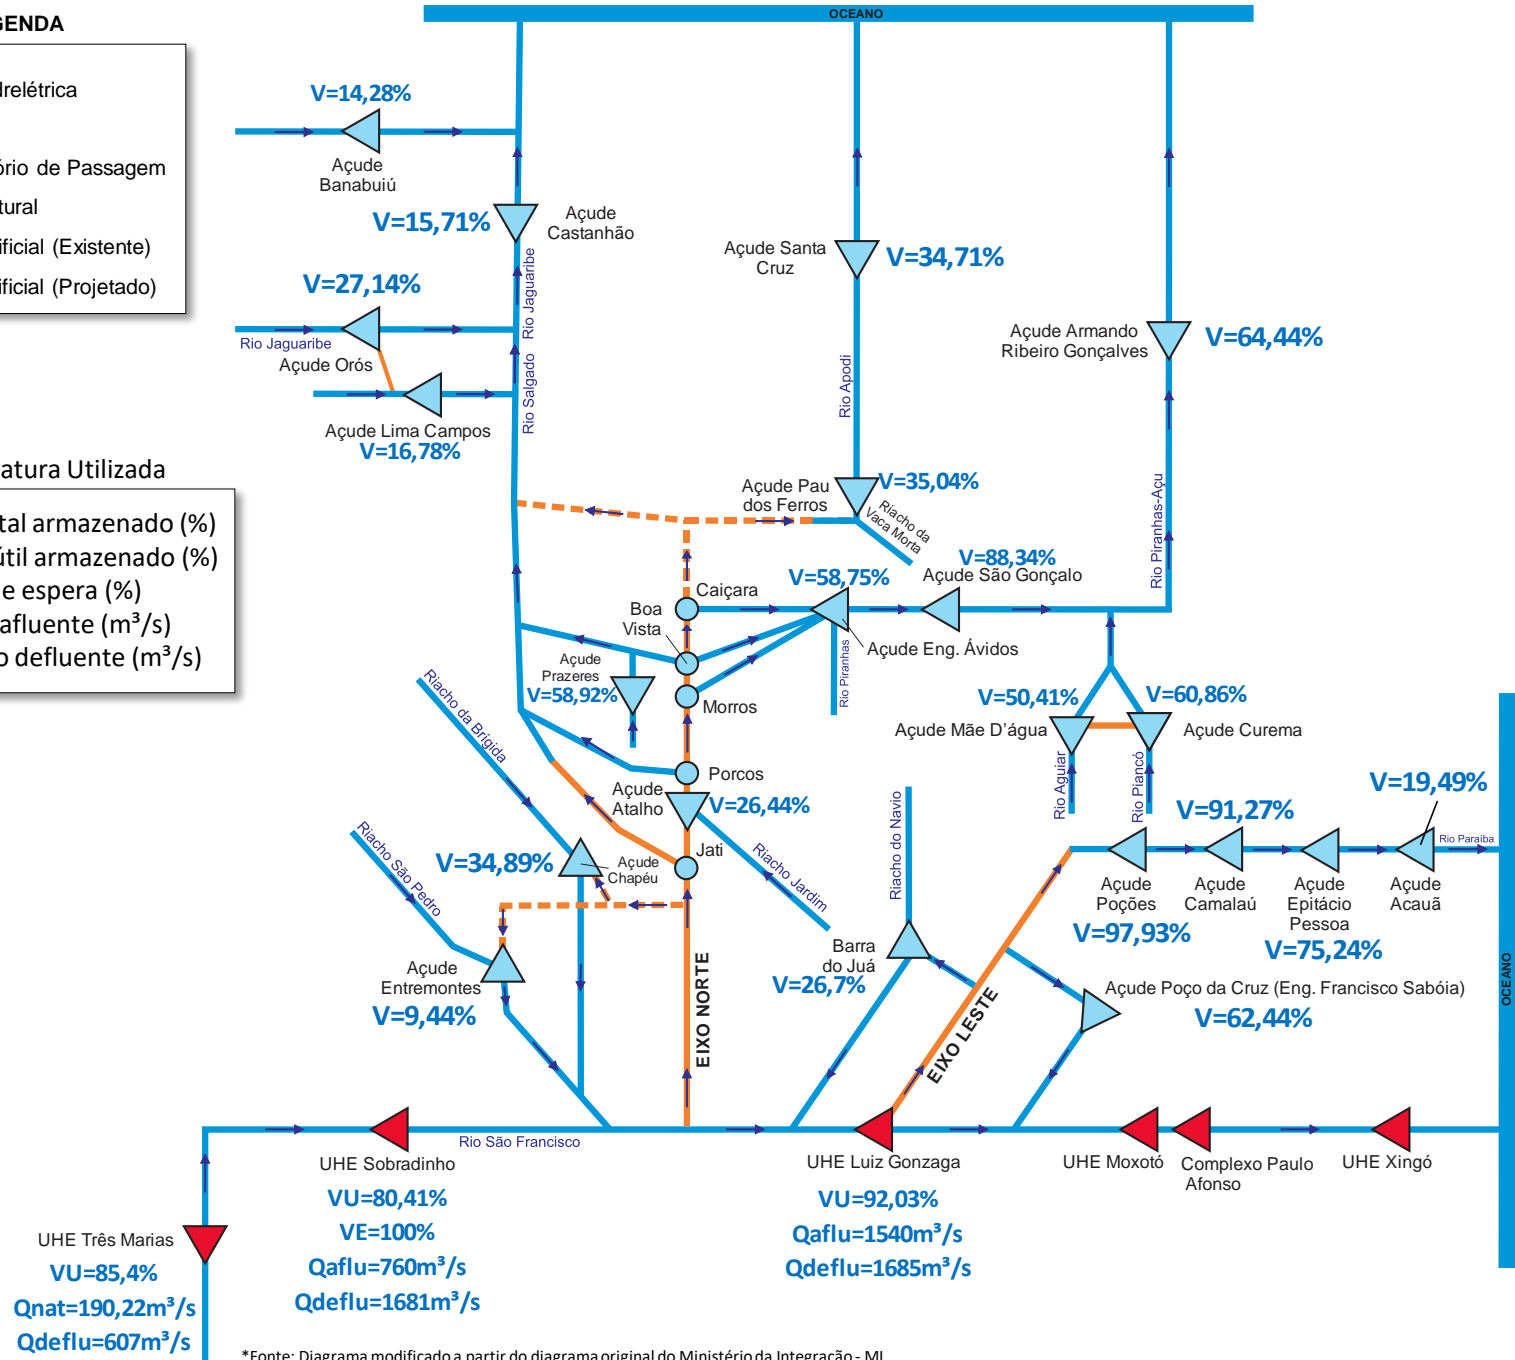 OCEANO
GENDA
drelétrica
ório de Passagem
tural
ificial (Existente)
ificial (Projetado)
V=14,28%
Açude
Banabuiú
V=15,71%
Açude
Castanhão
Rio Jaguaribe
V=27,14%
Rio Jaguaribe
Açude Orós
Rio Salgado
Açude Lima Campos
V=16,78%
Açude Santa
Cruz
V=34,71%
Rio Apodi
Açude Armando
Ribeiro Gonçalves
V=64,44%
Rio Piranhas-Açu
atura Utilizada
tal armazenado (%)
útil armazenado (%)
e espera (%)
afluente (m³/s)
o defluente (m³/s)
Açude Pau
dos Ferros
V=35,04%
Riacho da
Vaca Morta
V=88,34%
Açude São Gonçalo
V=58,75%
Caiçara
Boa
Vista
Açude Eng. Ávidos
Rio Piranhas
Açude
Prazeres
V=58,92%
Morros
Riacho da Brígida
Porcos
Açude
Atalho
V=26,44%
V=50,41%
Açude Mãe D'água
V=60,86%
Açude Curema
Rio Aguiar
Rio Piancó
V=19,49%
V=91,27%
Rio Paraíba
Açude
Poções
V=97,93%
Açude
Camalaú
Açude
Epitácio
Pessoa
V=75,24%
Açude
Acauã
Riacho São Pedro
V=34,89%
Açude
Chapéu
Jati
Riacho Jardim
Riacho do Navio
Açude
Entremontes
V=9,44%
EIXO NORTE
Barra
do Juá
V=26,7%
EIXO LESTE
Açude Poço da Cruz (Eng. Francisco Sabóia)
V=62,44%
OCEANO
Rio São Francisco
UHE Sobradinho
VU=80,41%
VE=100%
Qaflu=760m³/s
Qdeflu=1681m³/s
UHE Luiz Gonzaga
VU=92,03%
Qaflu=1540m³/s
Qdeflu=1685m³/s
UHE Moxotó
Complexo Paulo
Afonso
UHE Xingó
UHE Três Marias
VU=85,4%
Qnat=190,22m³/s
Qdeflu=607m³/s
*Fonte: Diagrama modificado a partir do diagrama original do Ministério da Integração - MI